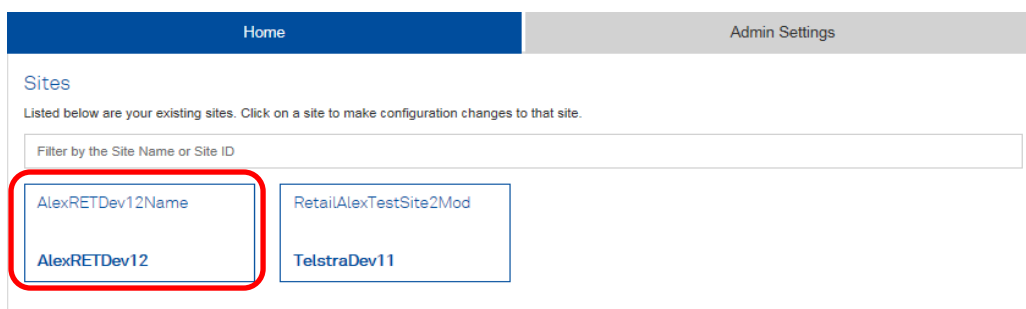 Home
Admin Settings
Sites
Listed below are your existing sites. Click on a site to make configuration changes to that site.
Filter by the Site Name or Site ID
AlexRETDev12Name
AlexRETDev12
RetailAlexTestSite2Mod
TelstraDev11